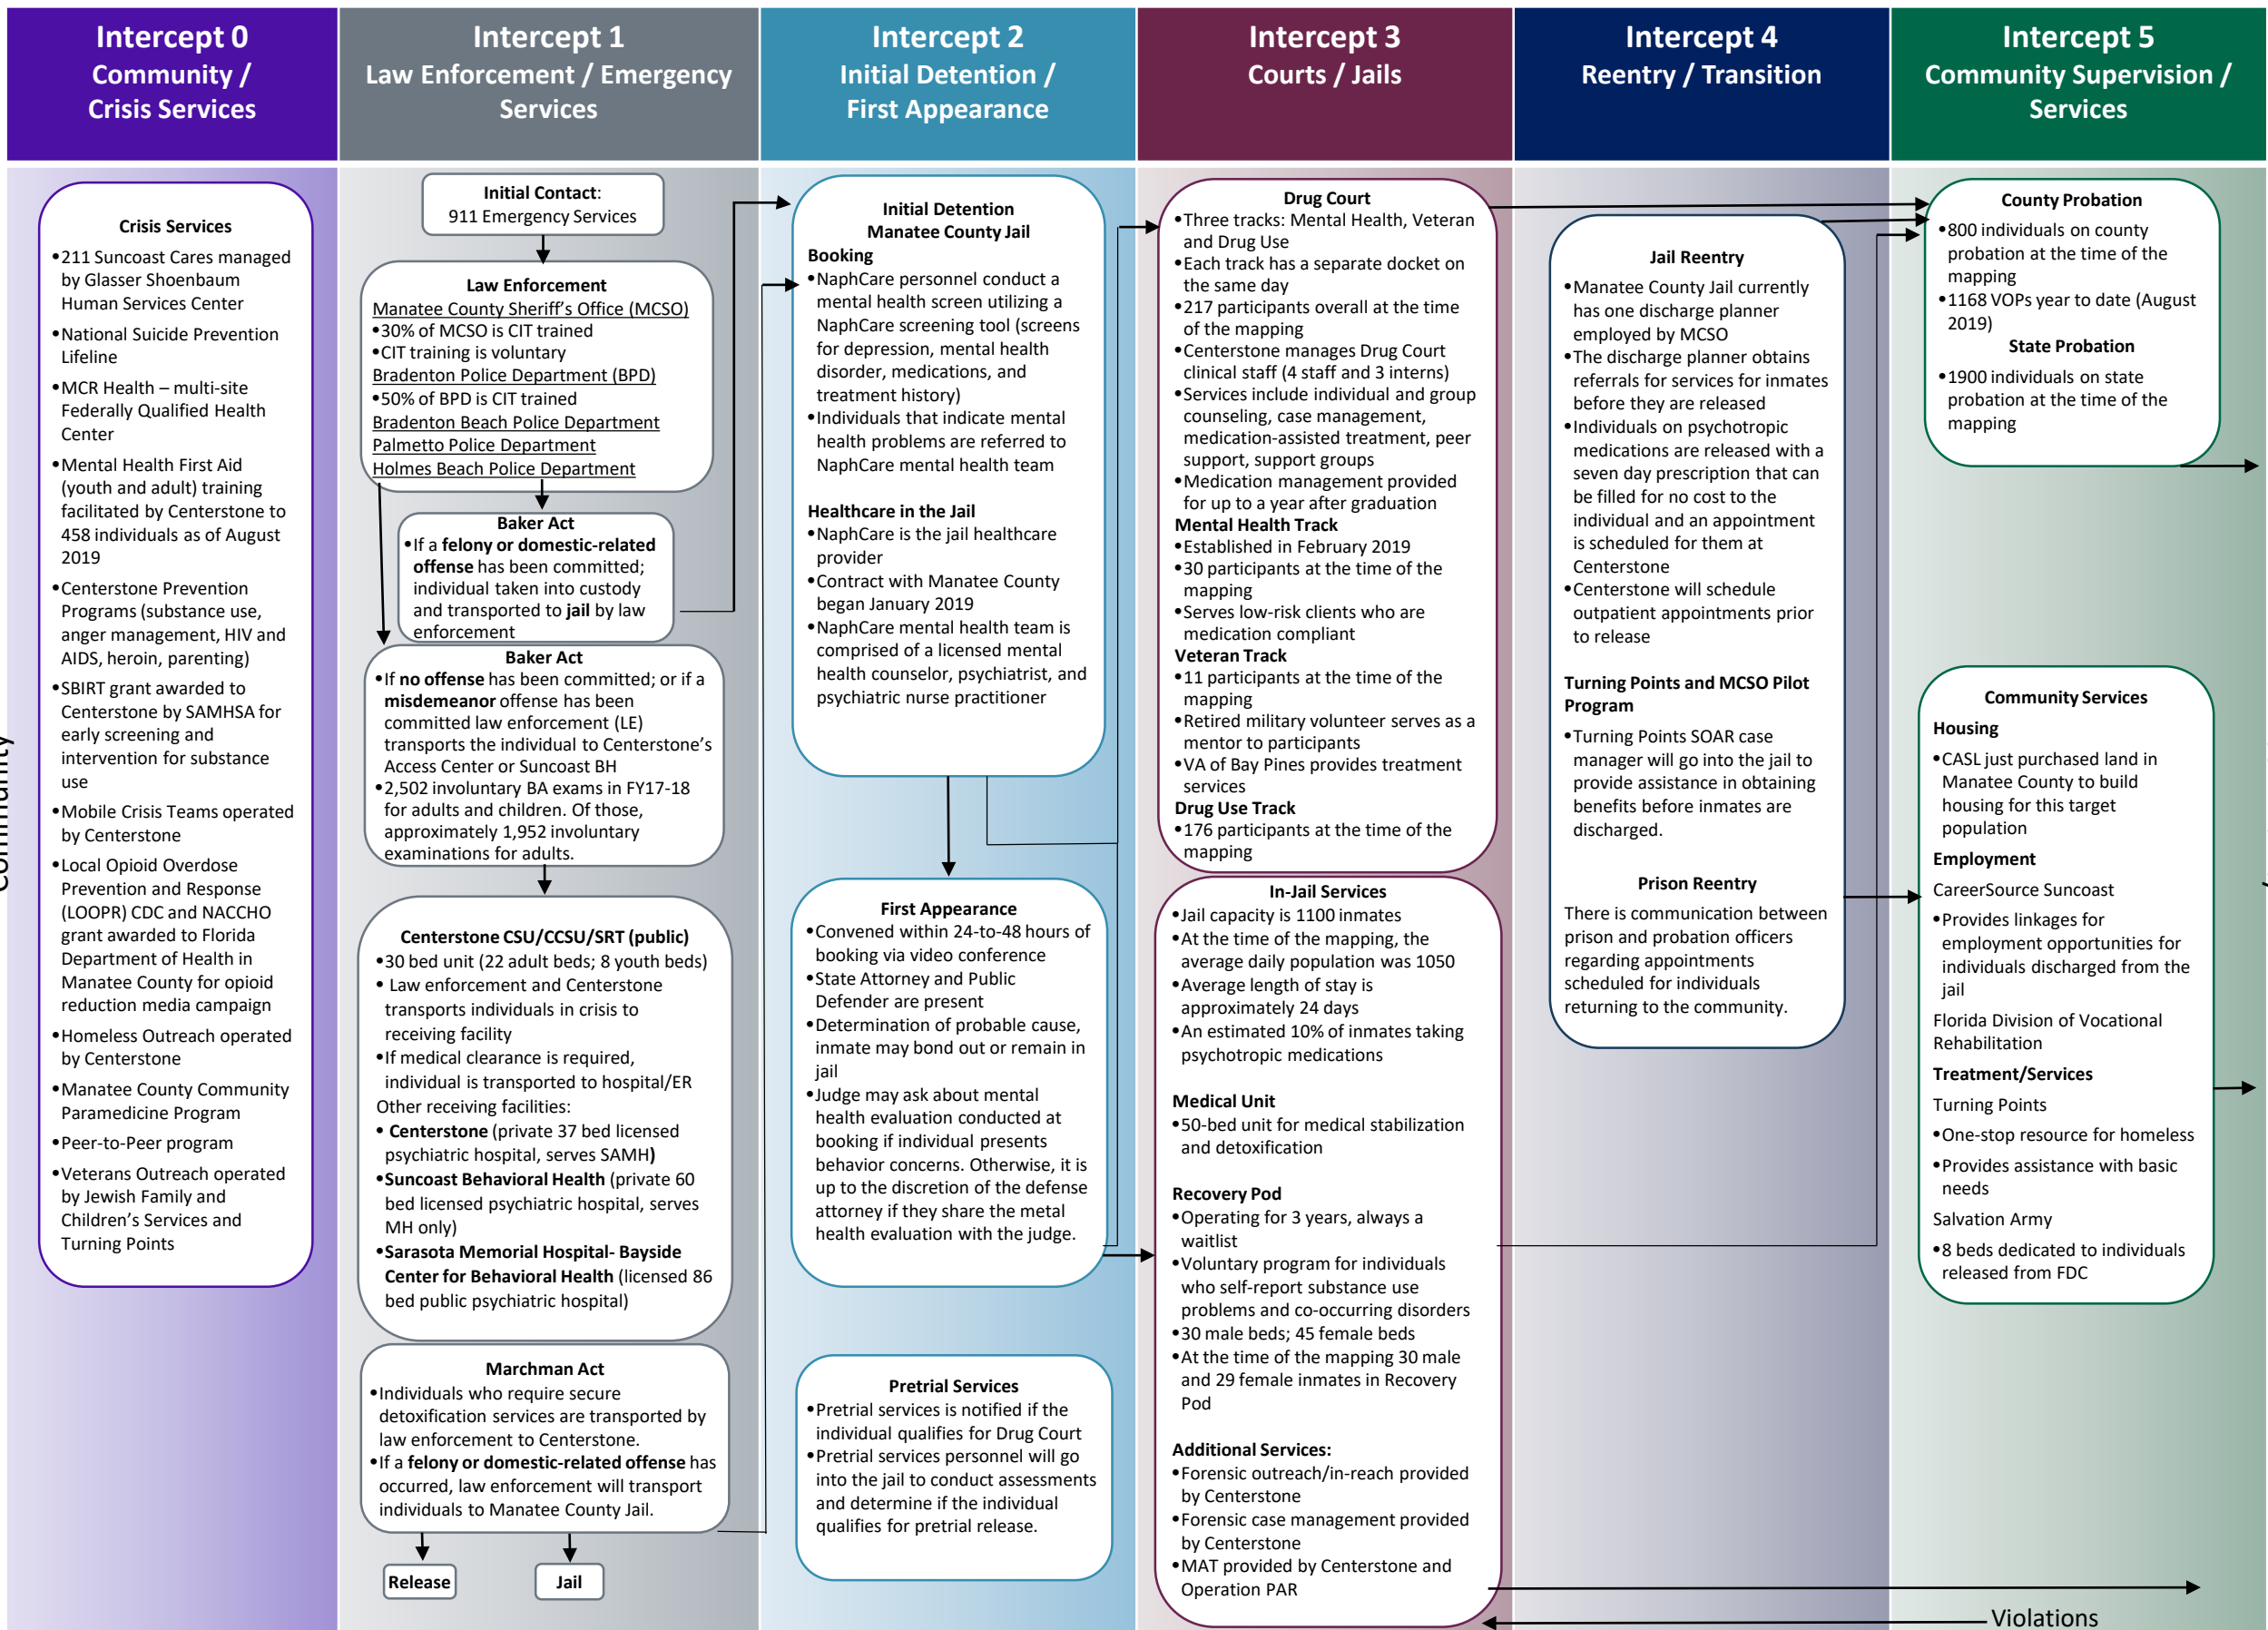 Intercept 0
Community /
Crisis Services
Intercept 1
Law Enforcement / Emergency
Services
Intercept 2
Initial Detention /
First Appearance
Intercept 3
Courts / Jails
Intercept 4
Reentry / Transition
Intercept 5
Community Supervision /
Services
Community
Crisis Services
•211 Suncoast Cares managed
by Glasser Shoenbaum
Human Services Center
•National Suicide Prevention
Lifeline
•MCR Health – multi-site
Federally Qualified Health
Center
•Mental Health First Aid
(youth and adult) training
facilitated by Centerstone to
458 individuals as of August
2019
•Centerstone Prevention
Programs (substance use,
anger management, HIV and
AIDS, heroin, parenting)
•SBIRT grant awarded to
Centerstone by SAMHSA for
early screening and
intervention for substance
use
•Mobile Crisis Teams operated
by Centerstone
•Local Opioid Overdose
Prevention and Response
(LOOPR) CDC and NACCHO
grant awarded to Florida
Department of Health in
Manatee County for opioid
reduction media campaign
•Homeless Outreach operated
by Centerstone
•Manatee County Community
Paramedicine Program
•Peer-to-Peer program
•Veterans Outreach operated
by Jewish Family and
Children's Services and
Turning Points
Initial Contact:
911 Emergency Services
Law Enforcement
Manatee County Sheriff's Office (MCSO)
•30% of MCSO is CIT trained
•CIT training is voluntary
Bradenton Police Department (BPD)
•50% of BPD is CIT trained
Bradenton Beach Police Department
Palmetto Police Department
Holmes Beach Police Department
Baker Act
•If a felony or domestic-related
offense has been committed;
individual taken into custody
and transported to jail by law
enforcement
Baker Act
•If no offense has been committed; or if a
misdemeanor offense has been
committed law enforcement (LE)
transports the individual to Centerstone's
Access Center or Suncoast BH
•2,502 involuntary BA exams in FY17-18
for adults and children. Of those,
approximately 1,952 involuntary
examinations for adults.
Centerstone CSU/CCSU/SRT (public)
•30 bed unit (22 adult beds; 8 youth beds)
• Law enforcement and Centerstone
transports individuals in crisis to
receiving facility
•If medical clearance is required,
individual is transported to hospital/ER
Other receiving facilities:
• Centerstone (private 37 bed licensed
psychiatric hospital, serves SAMH)
•Suncoast Behavioral Health (private 60
bed licensed psychiatric hospital, serves
MH only)
•Sarasota Memorial Hospital- Bayside
Center for Behavioral Health (licensed 86
bed public psychiatric hospital)
Marchman Act
•Individuals who require secure
detoxification services are transported by
law enforcement to Centerstone.
•If a felony or domestic-related offense has
occurred, law enforcement will transport
individuals to Manatee County Jail.
Release
Jail
Initial Detention
Manatee County Jail
Booking
•NaphCare personnel conduct a
mental health screen utilizing a
NaphCare screening tool (screens
for depression, mental health
disorder, medications, and
treatment history)
•Individuals that indicate mental
health problems are referred to
NaphCare mental health team
Healthcare in the Jail
•NaphCare is the jail healthcare
provider
•Contract with Manatee County
began January 2019
•NaphCare mental health team is
comprised of a licensed mental
health counselor, psychiatrist, and
psychiatric nurse practitioner
First Appearance
•Convened within 24-to-48 hours of
booking via video conference
•State Attorney and Public
Defender are present
•Determination of probable cause,
inmate may bond out or remain in
jail
•Judge may ask about mental
health evaluation conducted at
booking if individual presents
behavior concerns. Otherwise, it is
up to the discretion of the defense
attorney if they share the metal
health evaluation with the judge.
Pretrial Services
•Pretrial services is notified if the
individual qualifies for Drug Court
•Pretrial services personnel will go
into the jail to conduct assessments
and determine if the individual
qualifies for pretrial release.
Drug Court
•Three tracks: Mental Health, Veteran
and Drug Use
•Each track has a separate docket on
the same day
•217 participants overall at the time
of the mapping
•Centerstone manages Drug Court
clinical staff (4 staff and 3 interns)
•Services include individual and group
counseling, case management,
medication-assisted treatment, peer
support, support groups
•Medication management provided
for up to a year after graduation
Mental Health Track
•Established in February 2019
•30 participants at the time of the
mapping
•Serves low-risk clients who are
medication compliant
Veteran Track
•11 participants at the time of the
mapping
•Retired military volunteer serves as a
mentor to participants
•VA of Bay Pines provides treatment
services
Drug Use Track
•176 participants at the time of the
mapping
In-Jail Services
•Jail capacity is 1100 inmates
•At the time of the mapping, the
average daily population was 1050
•Average length of stay is
approximately 24 days
•An estimated 10% of inmates taking
psychotropic medications
Medical Unit
•50-bed unit for medical stabilization
and detoxification
Recovery Pod
•Operating for 3 years, always a
waitlist
•Voluntary program for individuals
who self-report substance use
problems and co-occurring disorders
•30 male beds; 45 female beds
•At the time of the mapping 30 male
and 29 female inmates in Recovery
Pod
Additional Services:
•Forensic outreach/in-reach provided
by Centerstone
•Forensic case management provided
by Centerstone
•MAT provided by Centerstone and
Operation PAR
Jail Reentry
•Manatee County Jail currently
has one discharge planner
employed by MCSO
•The discharge planner obtains
referrals for services for inmates
before they are released
•Individuals on psychotropic
medications are released with a
seven day prescription that can
be filled for no cost to the
individual and an appointment
is scheduled for them at
Centerstone
•Centerstone will schedule
outpatient appointments prior
to release
Turning Points and MCSO Pilot
Program
•Turning Points SOAR case
manager will go into the jail to
provide assistance in obtaining
benefits before inmates are
discharged.
Prison Reentry
There is communication between
prison and probation officers
regarding appointments
scheduled for individuals
returning to the community.
County Probation
•800 individuals on county
probation at the time of the
mapping
•1168 VOPs year to date (August
2019)
State Probation
•1900 individuals on state
probation at the time of the
mapping
Community Services
Housing
•CASL just purchased land in
Manatee County to build
housing for this target
population
Employment
CareerSource Suncoast
•Provides linkages for
employment opportunities for
individuals discharged from the
jail
Florida Division of Vocational
Rehabilitation
Treatment/Services
Turning Points
•One-stop resource for homeless
•Provides assistance with basic
needs
Salvation Army
•8 beds dedicated to individuals
released from FDC
Violations